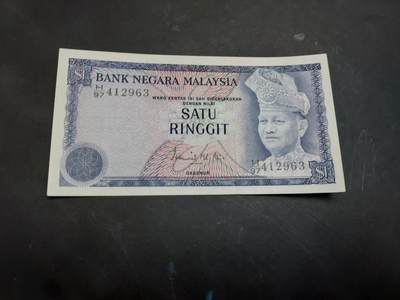 BANK NEGARA MALAYSIA
412963
WANG KERTAS INI SAH DIPERLAKUKAN
DENGAN NILAI
SATU
RINGGIT
412963
GABENOR
$1
$1